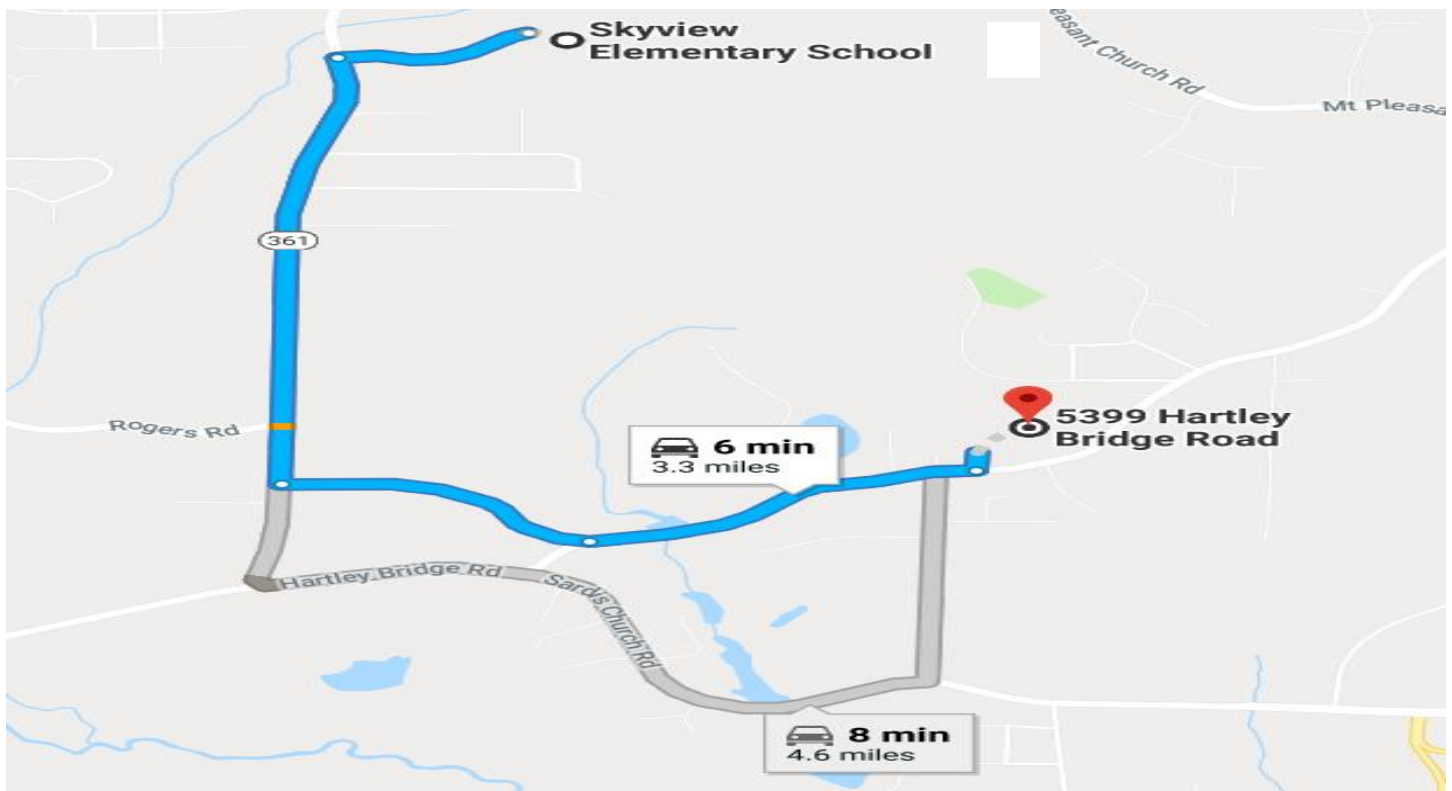 Skyview
Elementary School
easant Church Rd
Mt Pleasa
361
Rogers Rd
5399 Hartley
Bridge Road
6 min
3.3 miles
Hartley Bridge Rd
Sardis Church Rd
8 min
4.6 miles